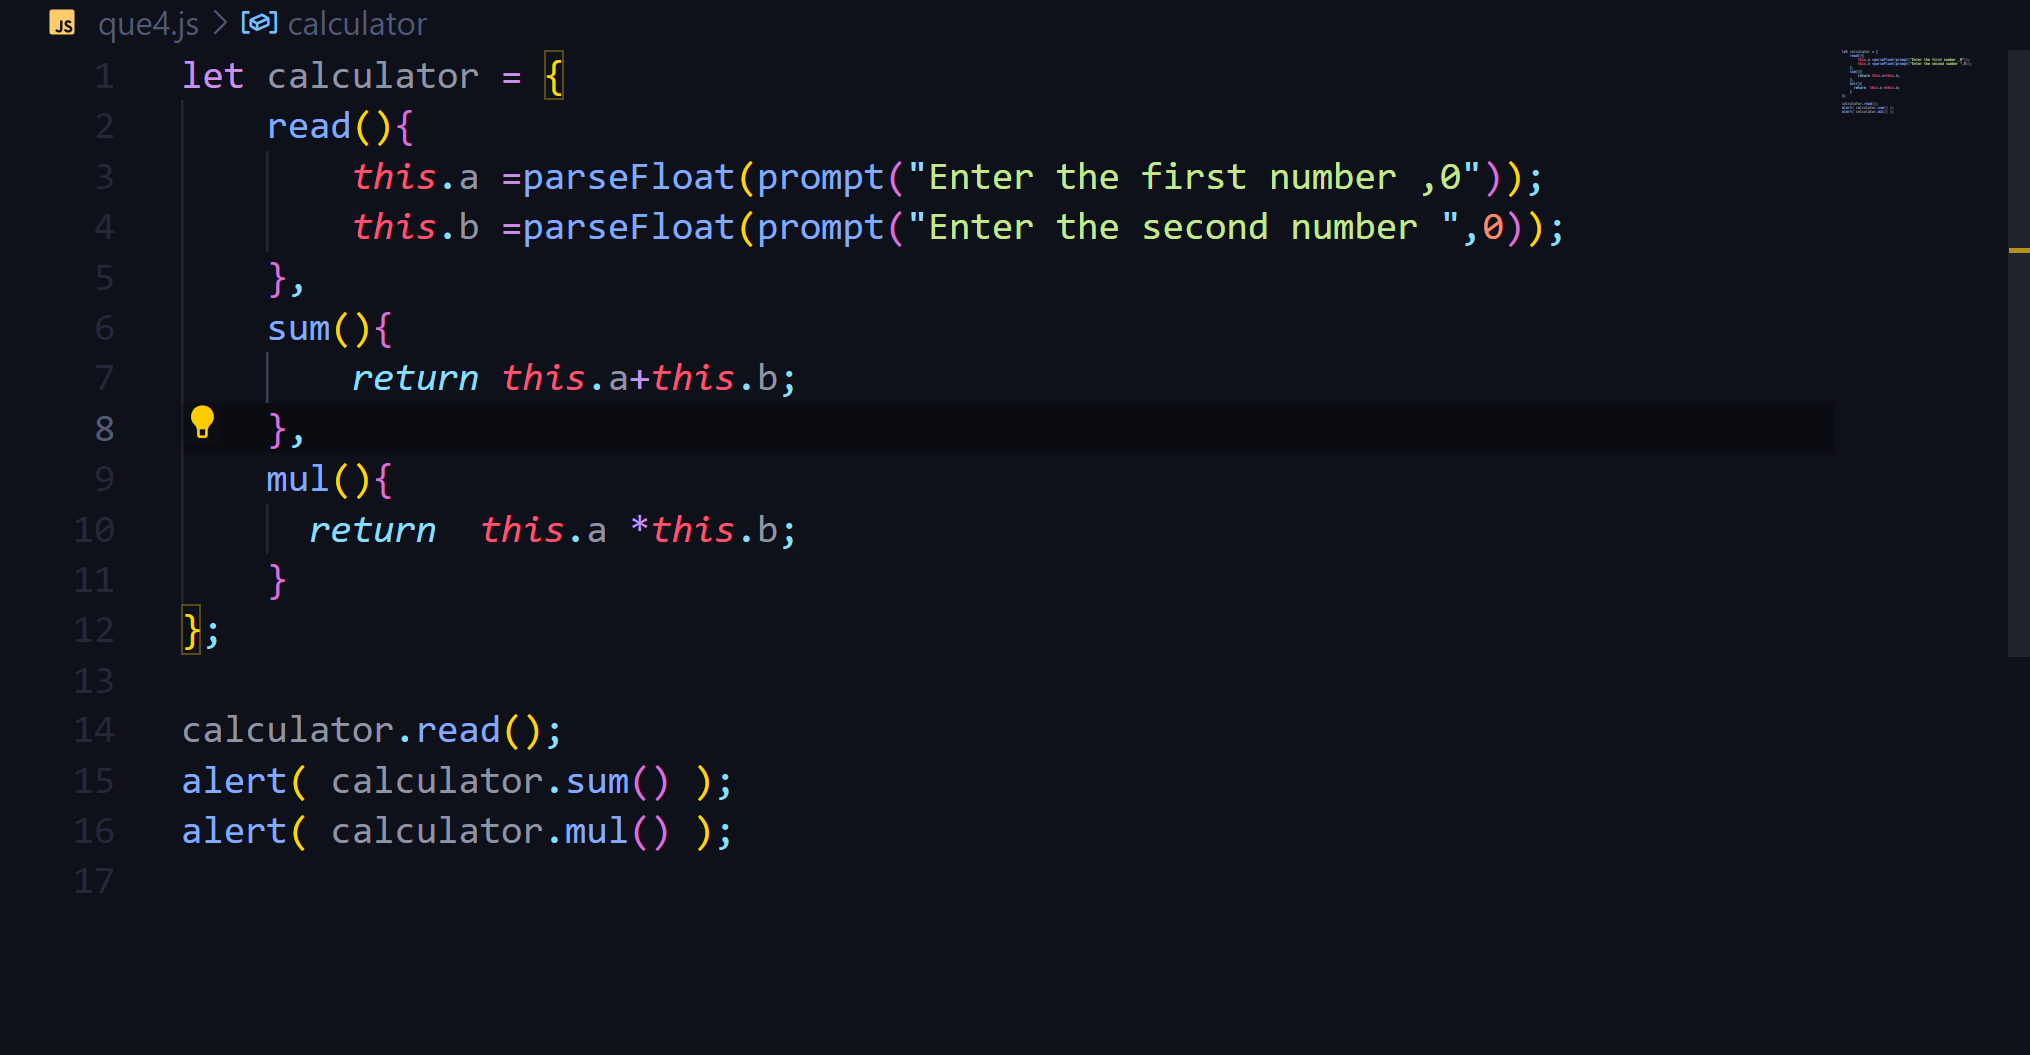 JS que4.js > calculator
1 let calculator = {
2     read(){
3         this.a =parseFloat(prompt("Enter the first number ,0"));
4         this.b =parseFloat(prompt("Enter the second number ",0));
5     },
6     sum(){
7         return this.a+this.b;
8     },
9     mul(){
10       return  this.a *this.b;
11     }
12 };
13
14 calculator.read();
15 alert( calculator.sum() );
16 alert( calculator.mul() );
17